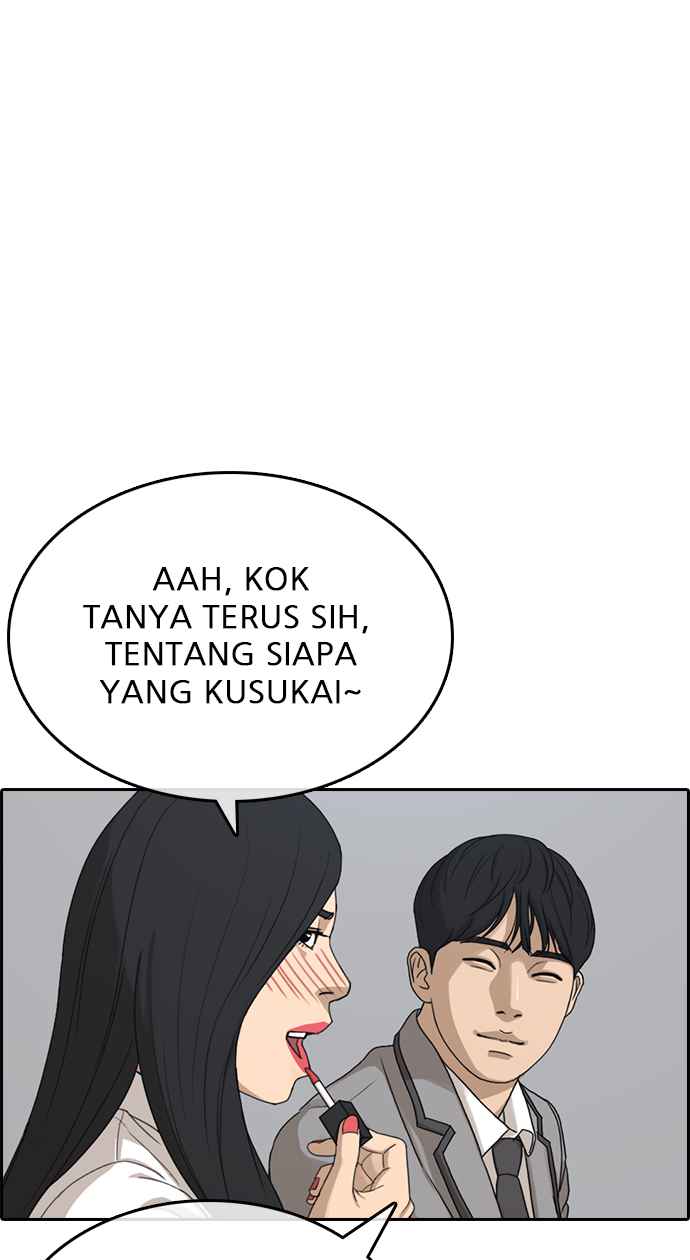 AAH, KOK
TANYA TERUS SIH,
TENTANG SIAPA
YANG KUSUKAI~